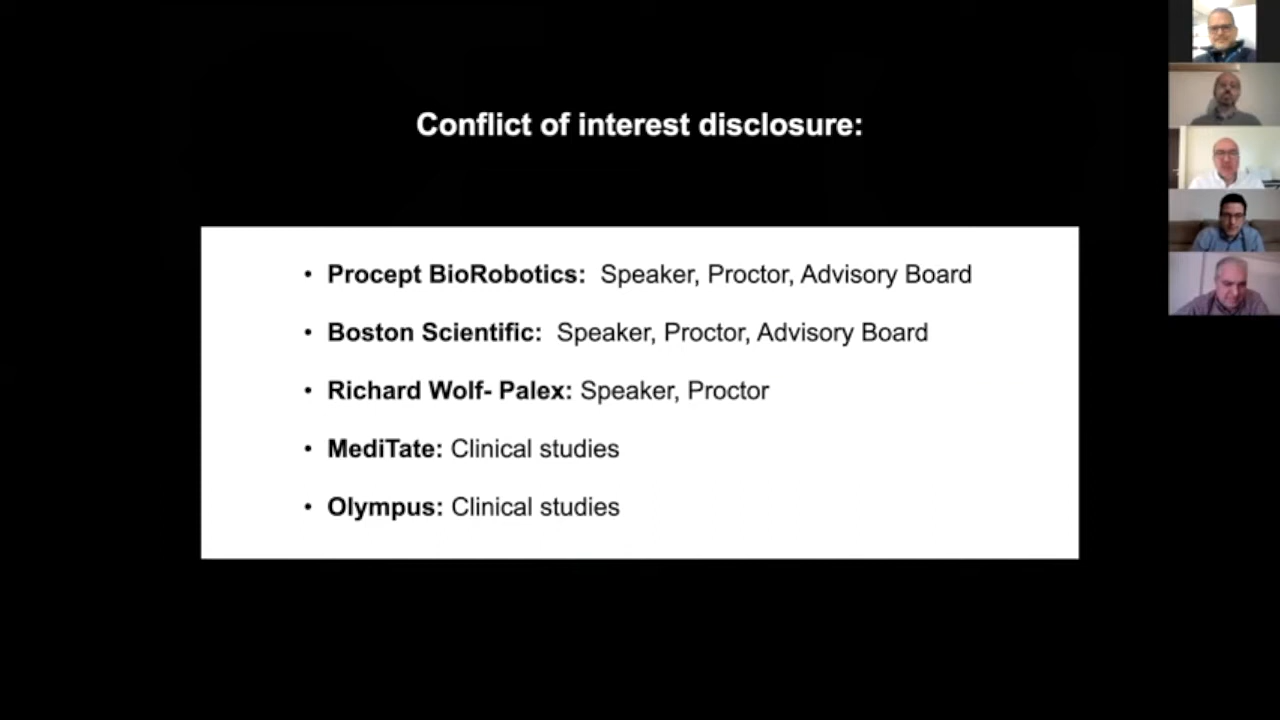 Conflict of interest disclosure:
• Procept BioRobotics: Speaker, Proctor, Advisory Board
• Boston Scientific: Speaker, Proctor, Advisory Board
• Richard Wolf- Palex: Speaker, Proctor
• MediTate: Clinical studies
• Olympus: Clinical studies